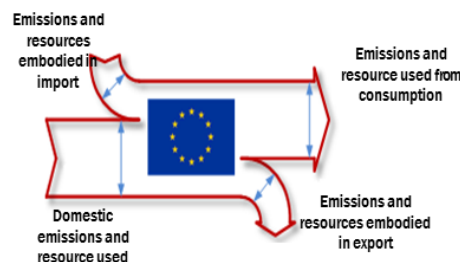 Emissions and
resources
embodied in
import
Emissions and
resource used from
consumption
Domestic
emissions and
resource used
Emissions and
resources embodied
in export